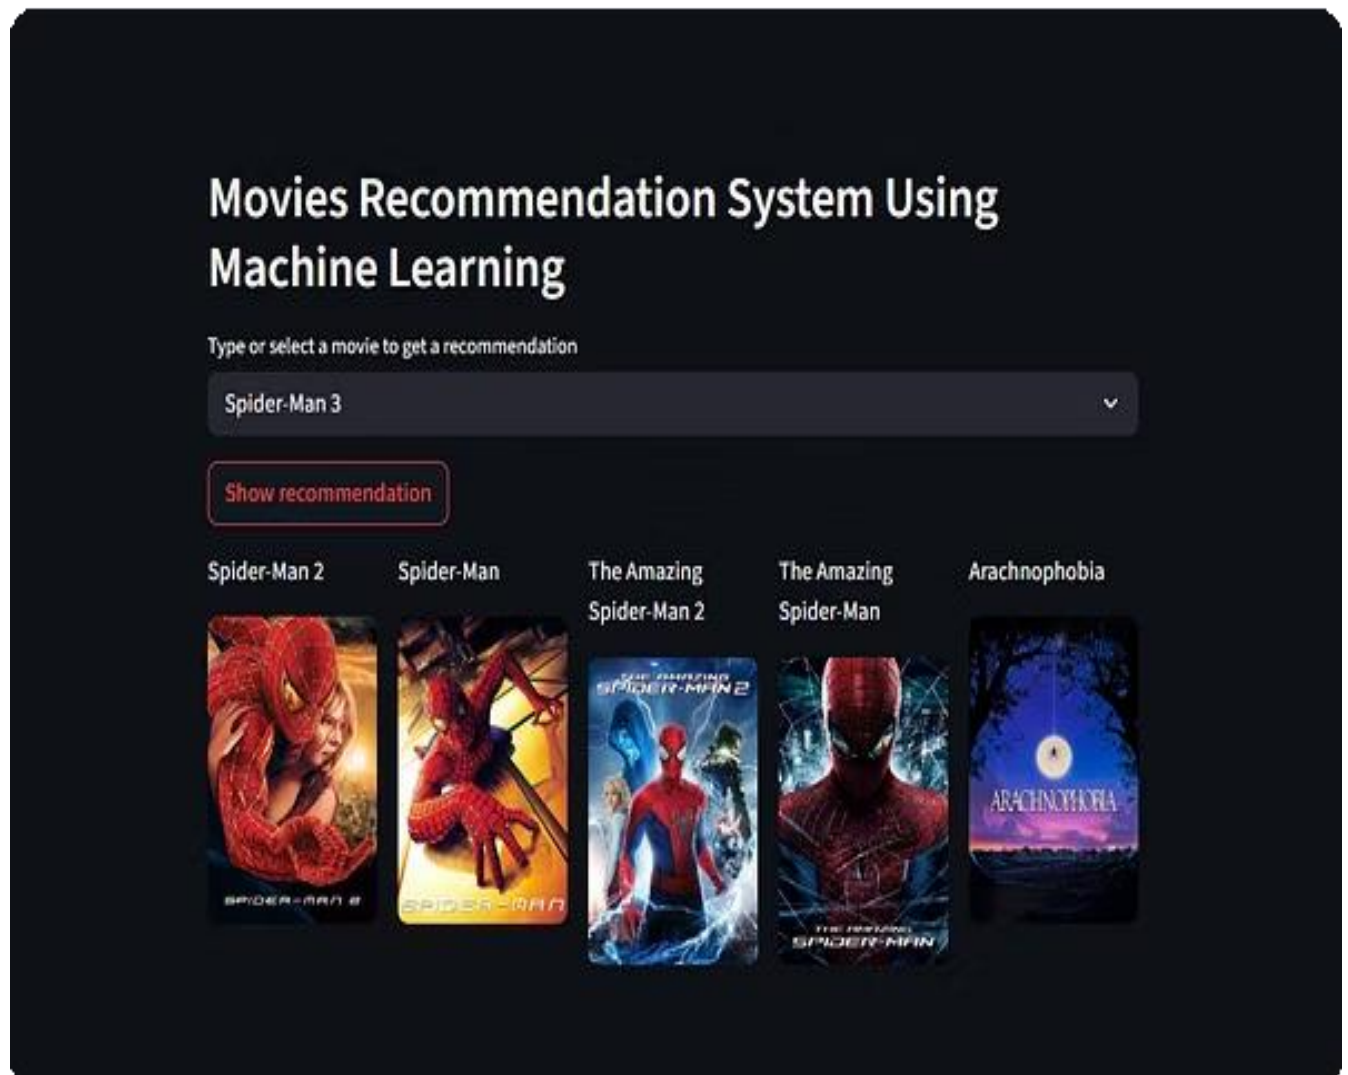 Movies Recommendation System Using
Machine Learning
Type or select a movie to get a recommendation
Spider-Man 3
Show recommendation
Spider-Man 2
Spider-Man
The Amazing
Spider-Man 2
The Amazing
Spider-Man
Arachnophobia
SPIDER-MAN 2
SPIDER-MAN
THE AMAZING
SPIDER-MAN 2
THE AMAZING
SPIDER-MAN
ARACHNOPHOBIA